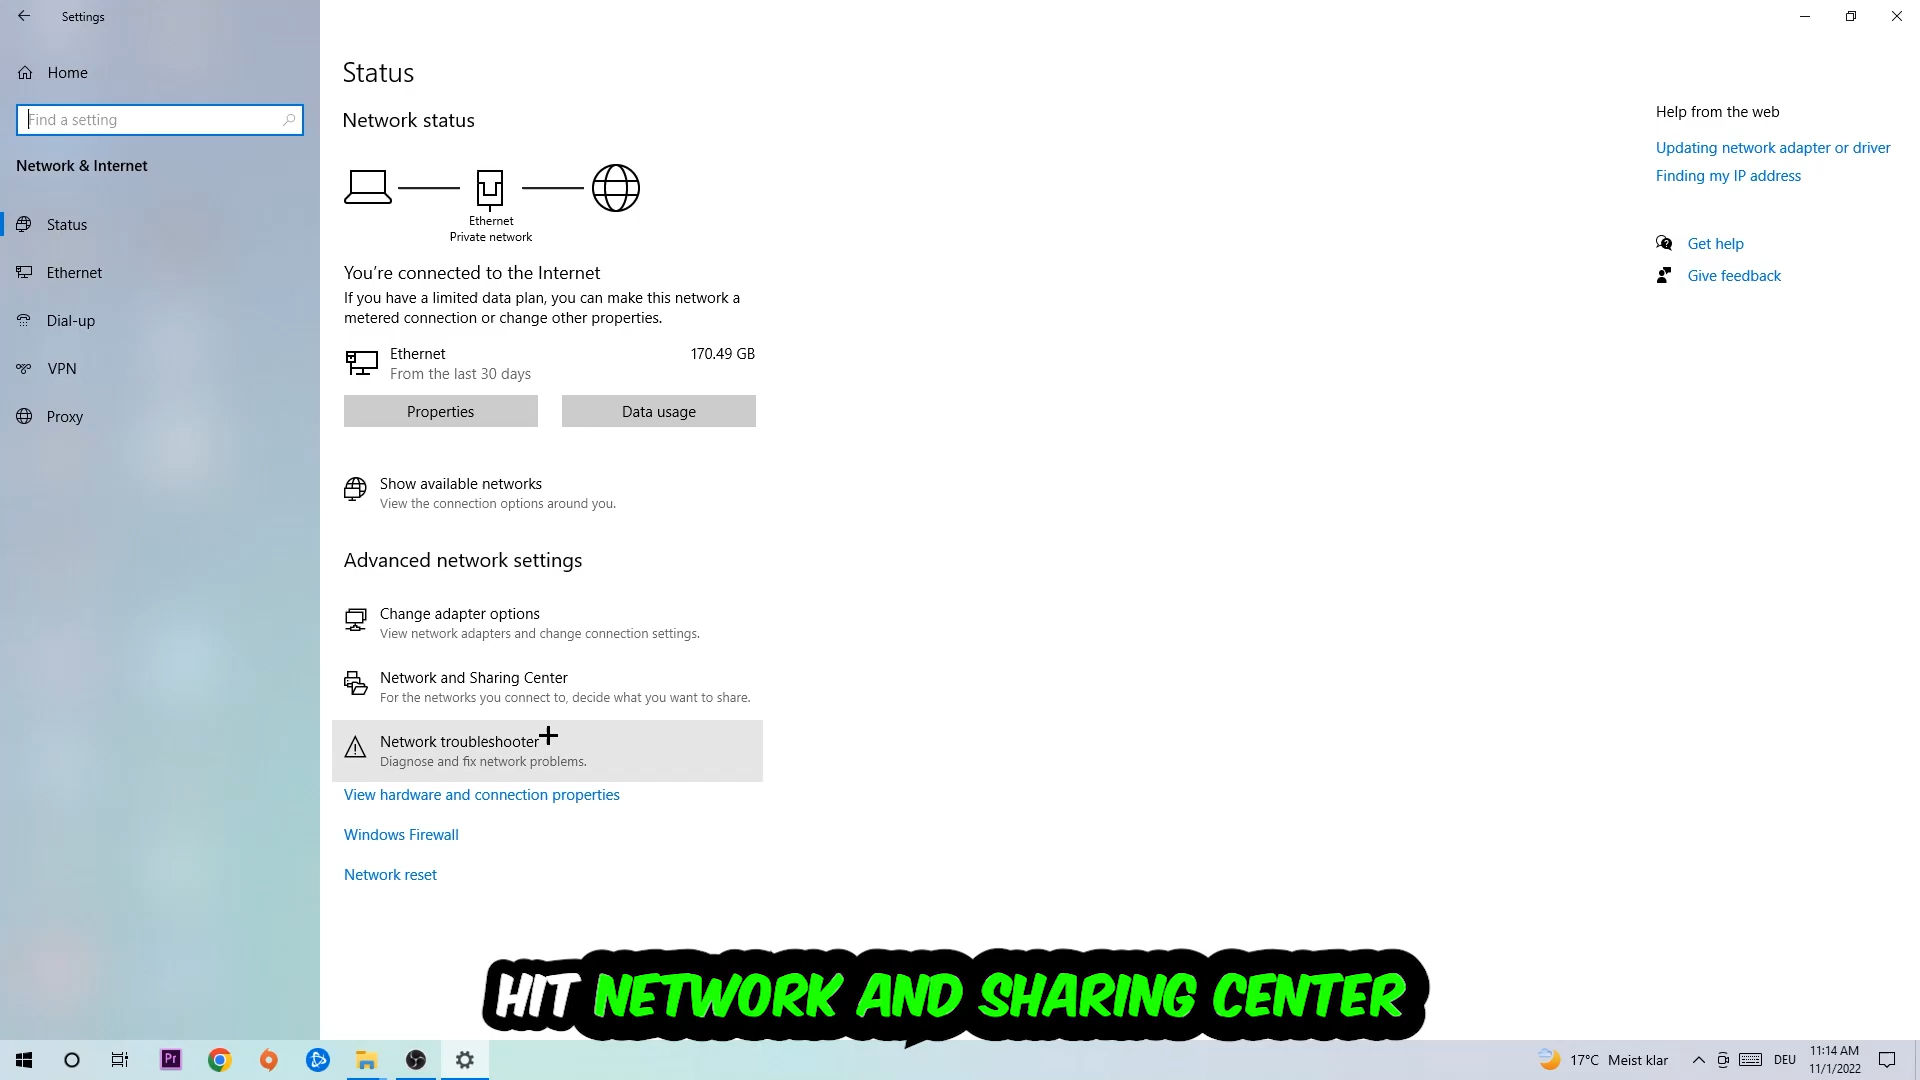 Settings
Home
Find a setting
Network & Internet
Status
Ethernet
Dial-up
VPN
Proxy
Status
Network status
Ethernet
Private network
You're connected to the Internet
If you have a limited data plan, you can make this network a
metered connection or change other properties.
Ethernet 170.49 GB
From the last 30 days
Properties Data usage
Show available networks
View the connection options around you.
Advanced network settings
Change adapter options
View network adapters and change connection settings.
Network and Sharing Center
For the networks you connect to, decide what you want to share.
Network troubleshooter
Diagnose and fix network problems.
View hardware and connection properties
Windows Firewall
Network reset
Help from the web
Updating network adapter or driver
Finding my IP address
Get help
Give feedback
HIT NETWORK AND SHARING CENTER
Pr
17°C Meist klar
DEU
11:14 AM
11/1/2022